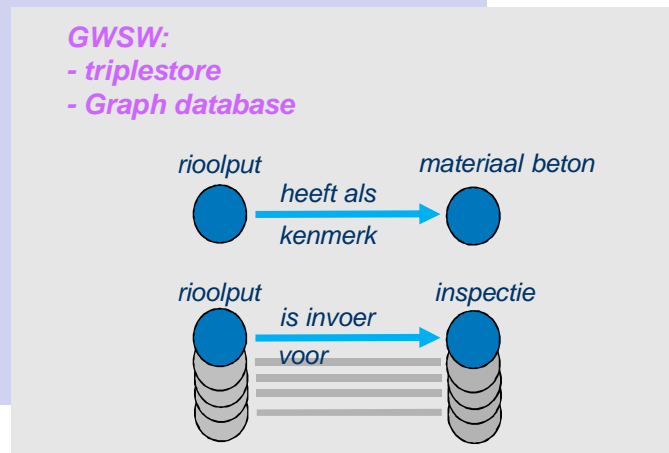 GWSW:
- triplestore
- Graph database
rioolput
materiaal beton
heeft als
kenmerk
rioolput
inspectie
is invoer
voor